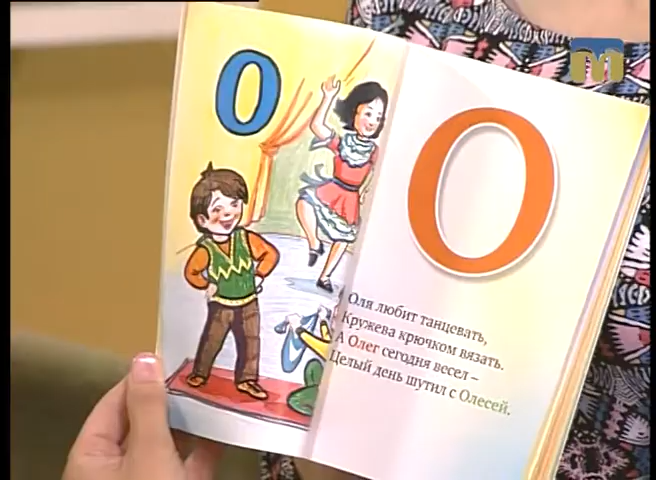 О
О
Оля любит танцевать,
Кружева крючком вязать.
А Олег сегодня весел –
Целый день шутил с Олесей.